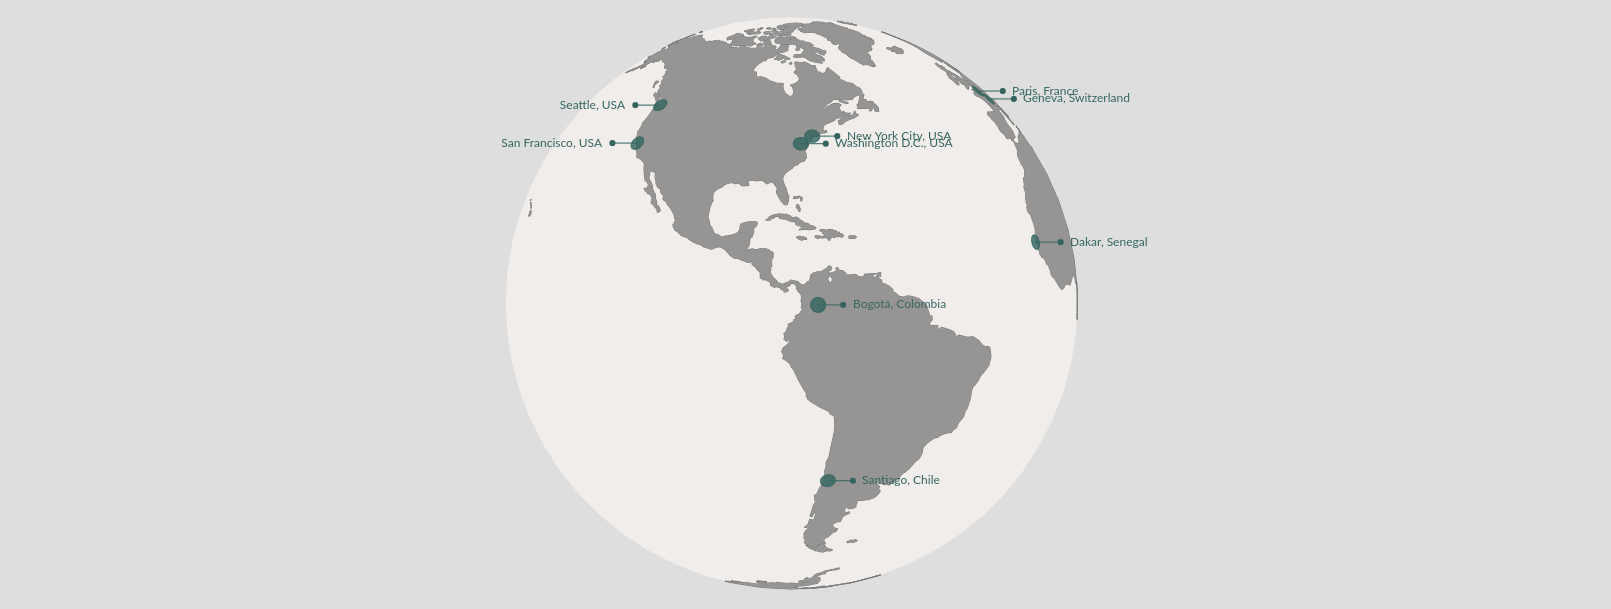 Paris, France
Geneva, Switzerland
Seattle, USA
New York City, USA
San Francisco, USA
Washington D.C., USA
Dakar, Senegal
Bogotá, Colombia
Santiago, Chile